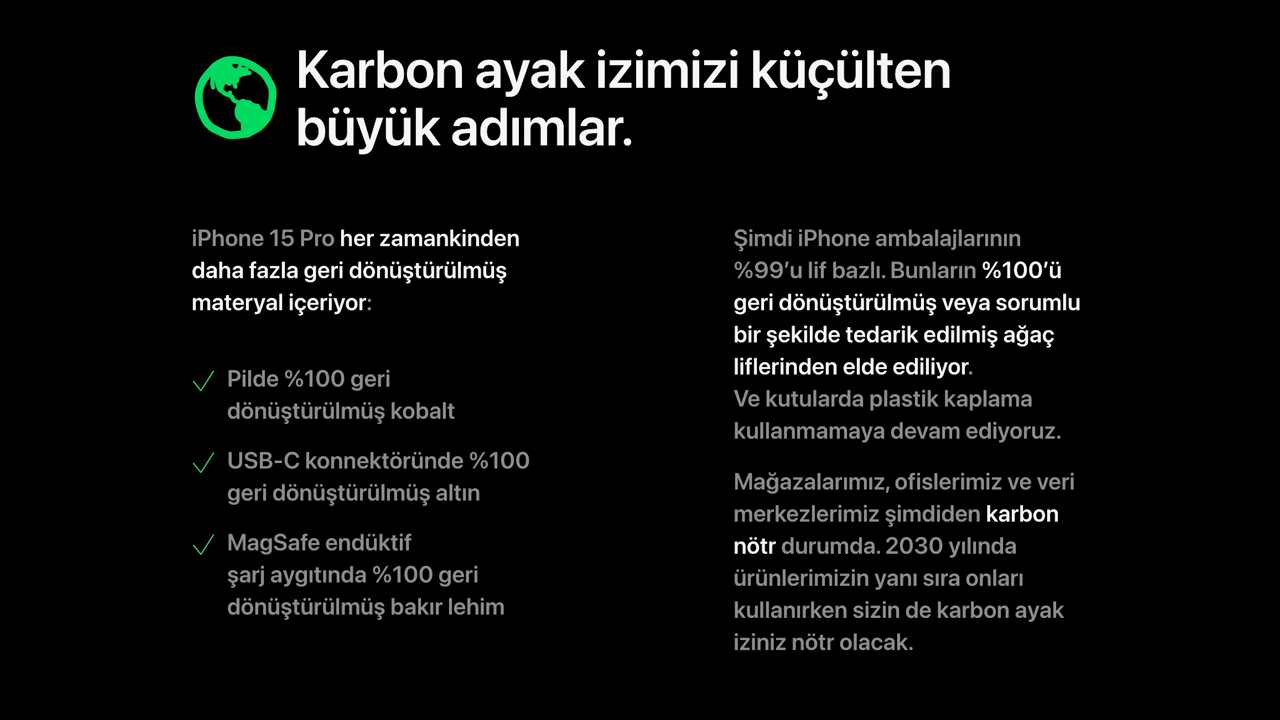 Karbon ayak izimizi küçülten
büyük adımlar.
iPhone 15 Pro her zamankinden
daha fazla geri dönüştürülmüş
materyal içeriyor:
Pilde %100 geri
dönüştürülmüş kobalt
USB-C konnektöründe %100
geri dönüştürülmüş altın
MagSafe endüktif
şarj aygıtında %100 geri
dönüştürülmüş bakır lehim
Şimdi iPhone ambalajlarının
%99’u lif bazlı. Bunların %100’ü
geri dönüştürülmüş veya sorumlu
bir şekilde tedarik edilmiş ağaç
liflerinden elde ediliyor.
Ve kutularda plastik kaplama
kullanmamaya devam ediyoruz.
Mağazalarımız, ofislerimiz ve veri
merkezlerimiz şimdiden karbon
nötr durumda. 2030 yılında
ürünlerimizin yanı sıra onları
kullanırken sizin de karbon ayak
iziniz nötr olacak.